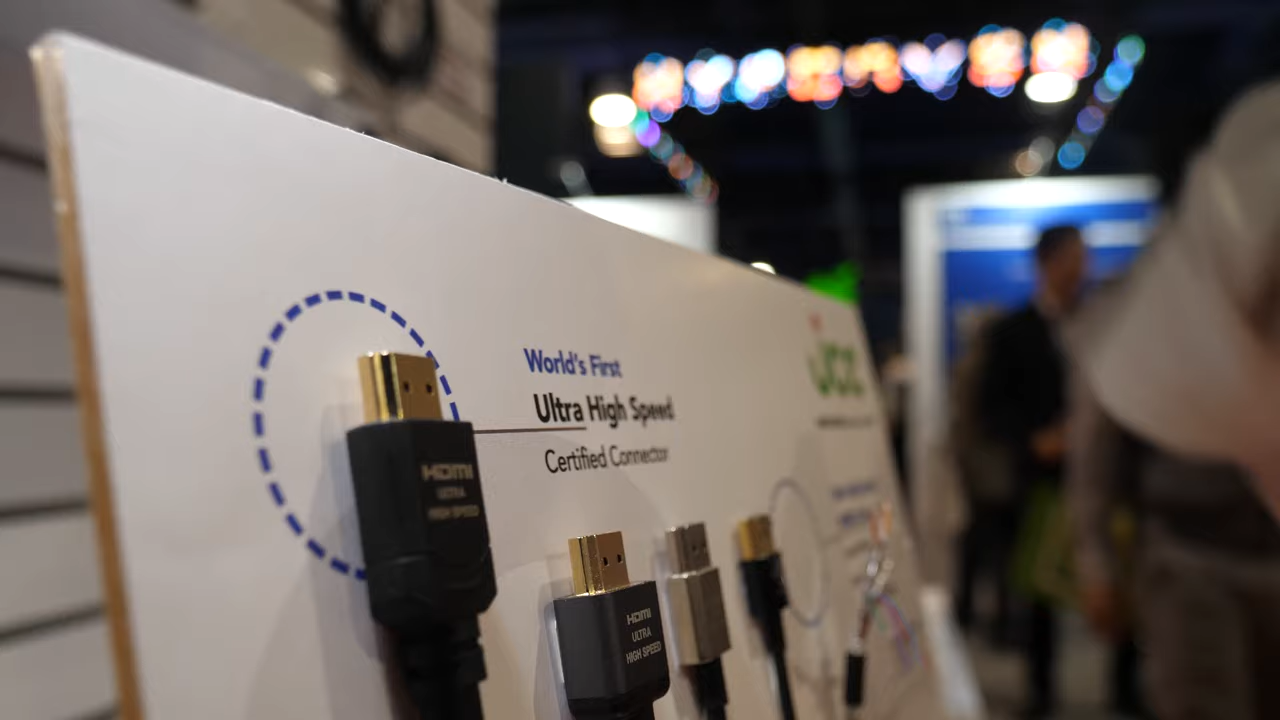 World's First
Ultra High Speed
Certified Connector
HDMI
ULTRA
HIGH SPEED
HDMI
ULTRA
HIGH SPEED